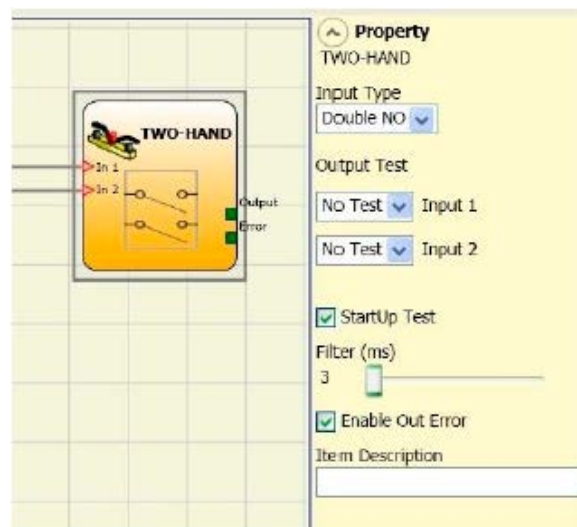 TWO-HAND
In 1
In 2
Output
Error
Property
TWO-HAND
Input Type
Double NO
Output Test
No Test Input 1
No Test Input 2
StartUp Test
Filter (ms)
3
Enable Out Error
Item Description